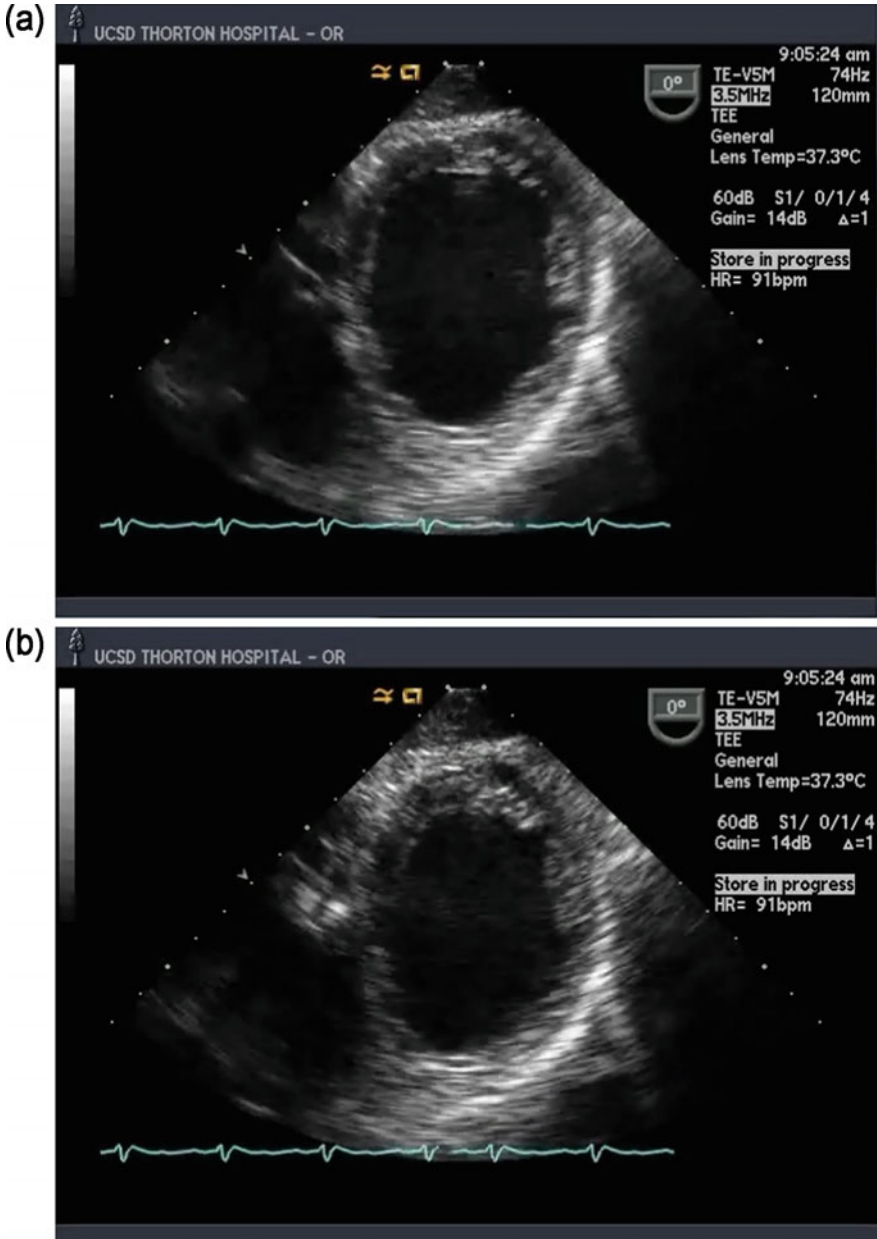 (a)
UCSD THORTON HOSPITAL - OR
9:05:24 am
TE-V5M 74Hz
0°
3.5MHz 120mm
TEE
General
Lens Temp=37.3°C
60dB S1/ 0/1/4
Gain= 14dB Δ=1
Store in progress
HR= 91bpm
(b)
UCSD THORTON HOSPITAL - OR
9:05:24 am
TE-V5M 74Hz
0°
3.5MHz 120mm
TEE
General
Lens Temp=37.3°C
60dB S1/ 0/1/4
Gain= 14dB Δ=1
Store in progress
HR= 91bpm